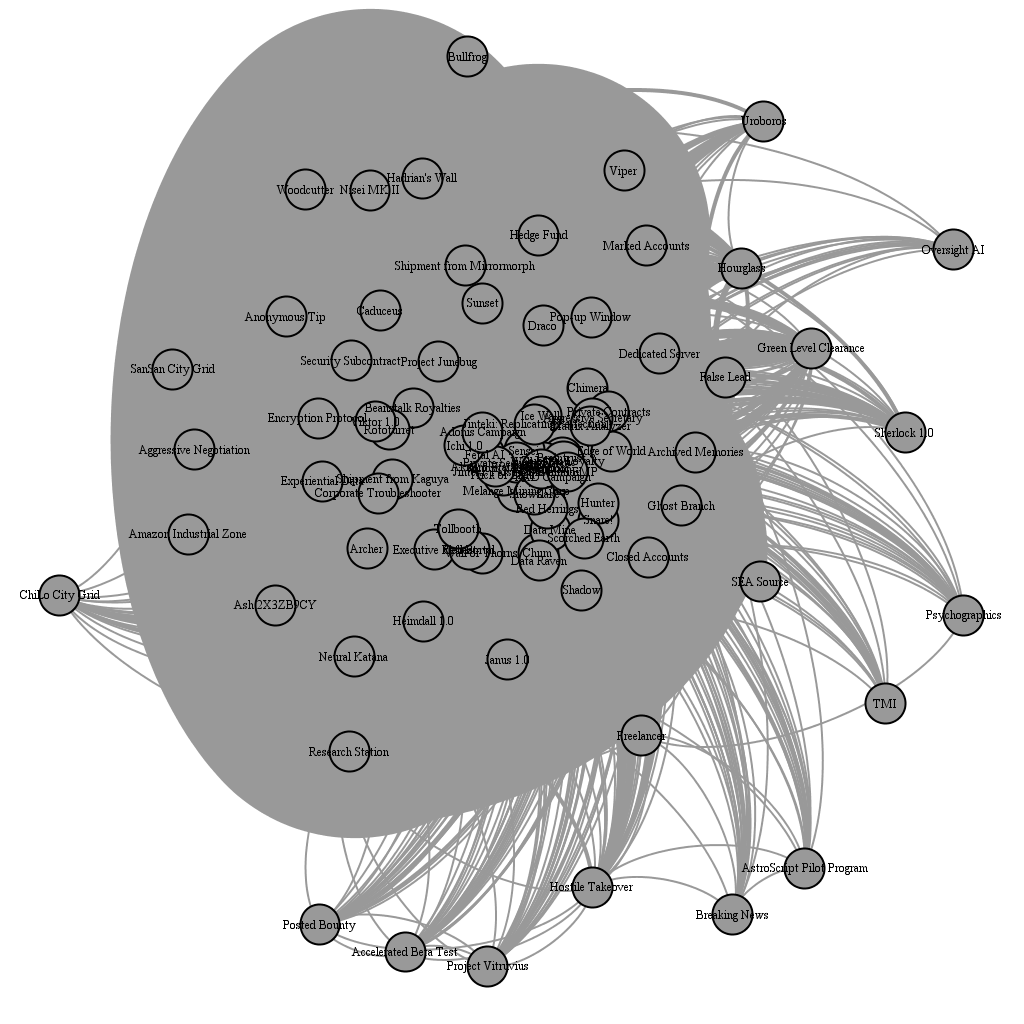 Bullfrog
Uroboros
Viper
Hadrian's Wall
Woodcutter
Nisei MK II
Hedge Fund
Marked Accounts
Oversight AI
Shipment from Mirrormorph
Hourglass
Sunset
Caduceus
Anonymous Tip
Pop-up Window
Draco
Green Level Clearance
Dedicated Server
Security Subcontract
Project Junebug
SanSan City Grid
False Lead
Chimera
Beanstalk Royalties
Private Contracts
Encryption Protocol
Viktor 1.0
Ice Wall
Rototurret
Adonis Campaign
Sherlock 1.0
Ichi 1.0
Aggressive Negotiation
Edge of World
Archived Memories
Fetal AI
Sensei
Experiential Data
Shipment from Kaguya
Corporate Troubleshooter
Melange Mining Corp
Hunter
Ghost Branch
Red Herrings
Snare!
Tollbooth
Data Mine
Scorched Earth
Amazon Industrial Zone
Archer
Chum
Data Raven
Closed Accounts
SEA Source
Shadow
ChiLo City Grid
Ash 2X3ZB9CY
Psychographics
Heimdall 1.0
Neural Katana
Janus 1.0
TMI
Freelancer
Research Station
AstroScript Pilot Program
Hostile Takeover
Breaking News
Posted Bounty
Accelerated Beta Test
Project Vitruvius